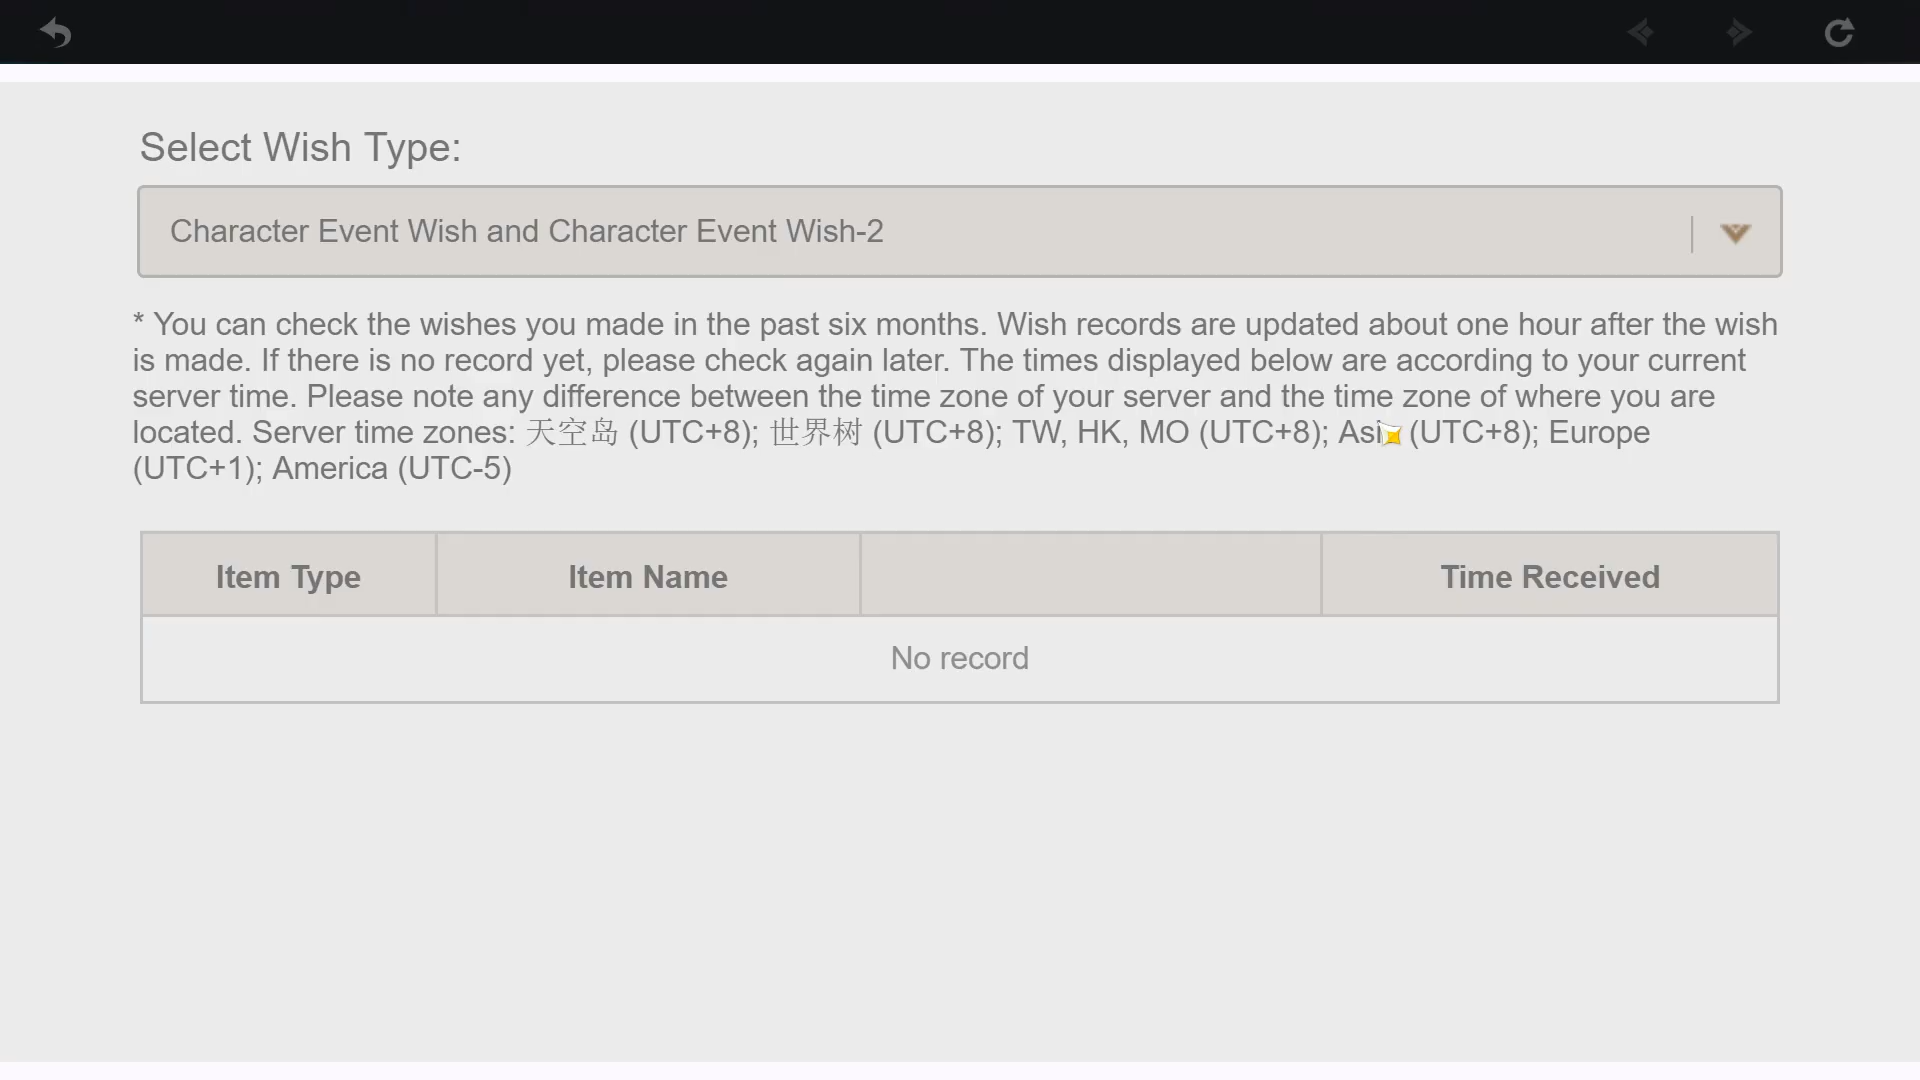 Select Wish Type:
Character Event Wish and Character Event Wish-2
* You can check the wishes you made in the past six months. Wish records are updated about one hour after the wish
is made. If there is no record yet, please check again later. The times displayed below are according to your current
server time. Please note any difference between the time zone of your server and the time zone of where you are
located. Server time zones: 天空岛 (UTC+8); 世界树 (UTC+8); TW, HK, MO (UTC+8); Asia (UTC+8); Europe
(UTC+1); America (UTC-5)
Item Type Item Name Time Received
No record